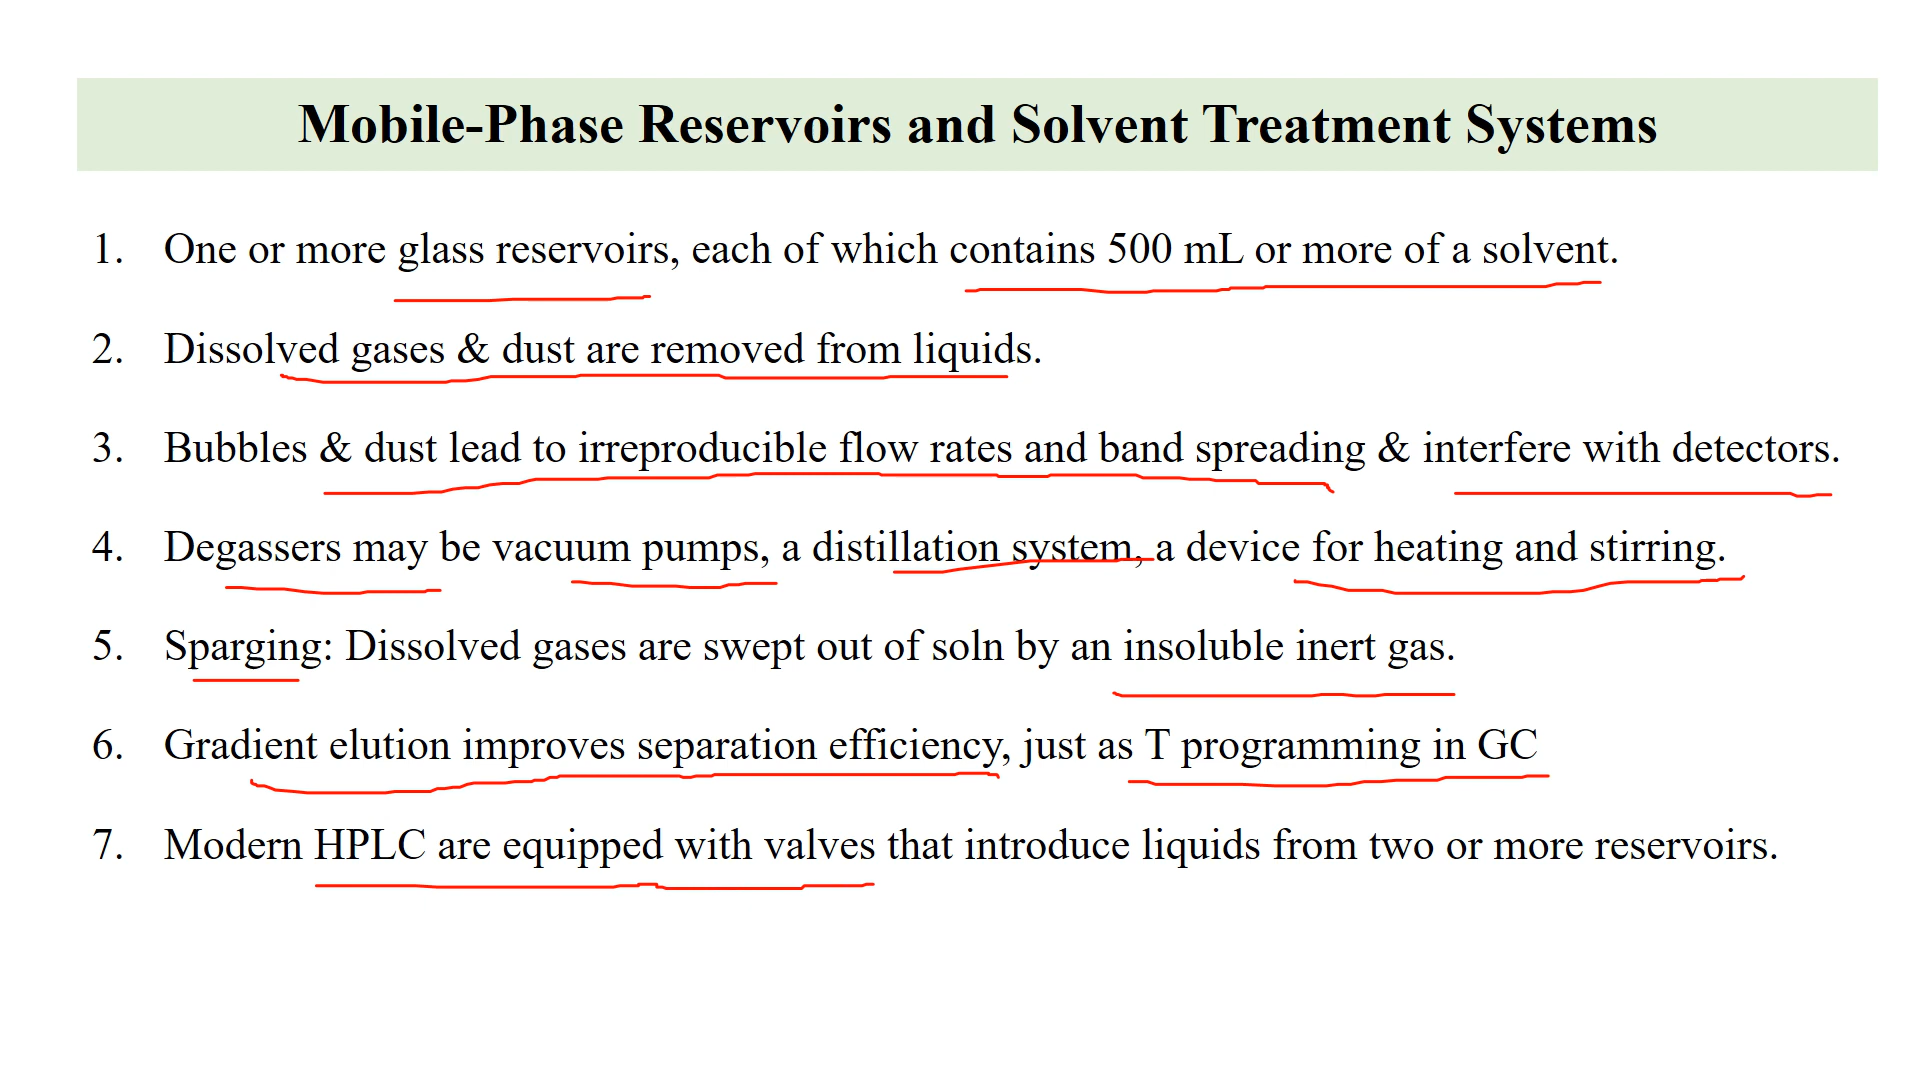 Mobile-Phase Reservoirs and Solvent Treatment Systems
1. One or more glass reservoirs, each of which contains 500 mL or more of a solvent.
2. Dissolved gases & dust are removed from liquids.
3. Bubbles & dust lead to irreproducible flow rates and band spreading & interfere with detectors.
4. Degassers may be vacuum pumps, a distillation system, a device for heating and stirring.
5. Sparging: Dissolved gases are swept out of soln by an insoluble inert gas.
6. Gradient elution improves separation efficiency, just as T programming in GC
7. Modern HPLC are equipped with valves that introduce liquids from two or more reservoirs.